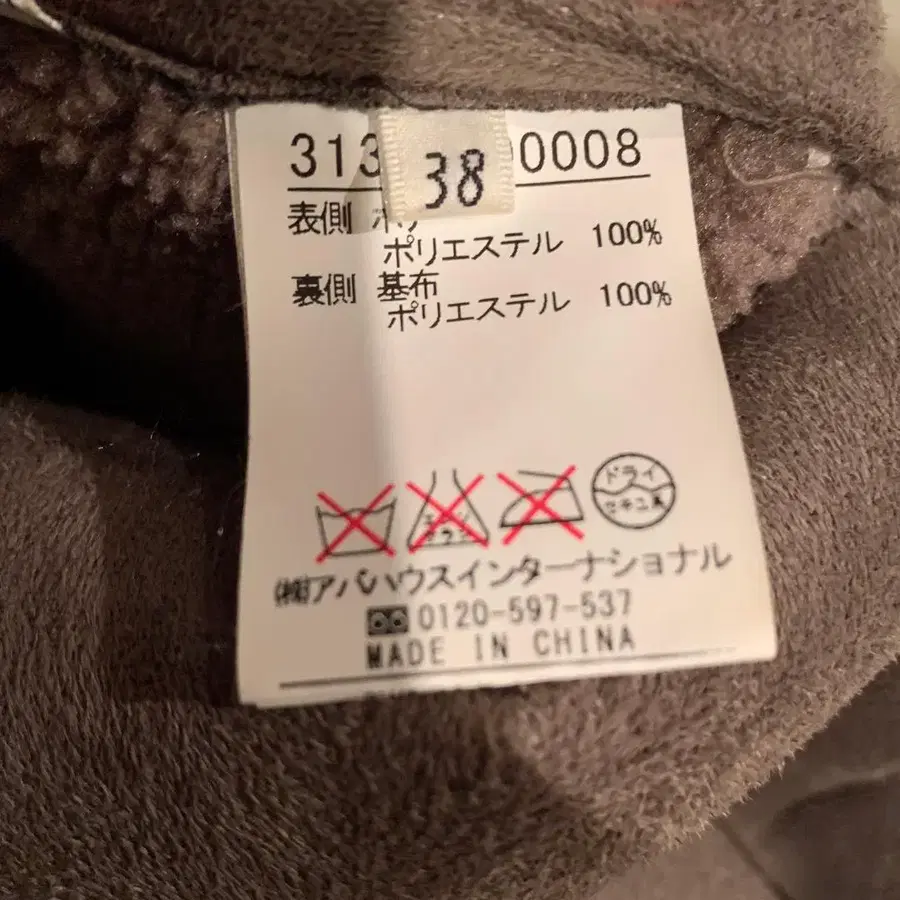 313 0008
38
表側
ポリエステル 100%
裏側 基布
ポリエステル 100%
ドライ
セキユ系
㈱アバハウスインターナショナル
0120-597-537
MADE IN CHINA